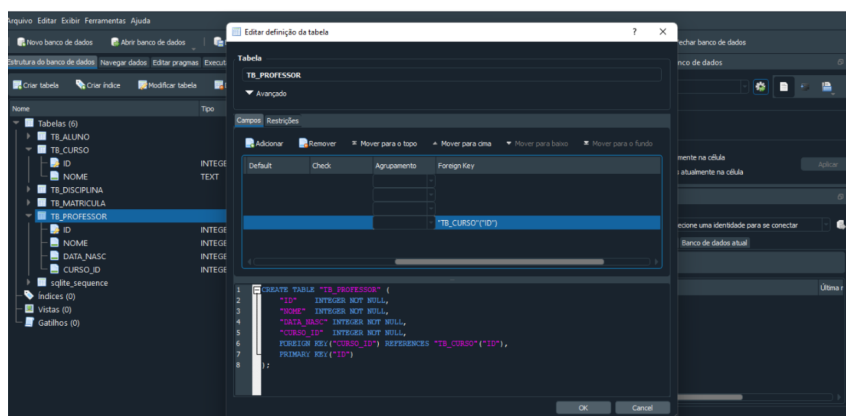 Arquivo Editar Exibir Ferramentas Ajuda
Novo banco de dados Abrir banco de dados
Estrutura do banco de dados Navegar dados Editar pragmas Execut
Criar tabela Criar índice Modificar tabela
Nome Tipo
Tabelas (6)
TB_ALUNO
TB_CURSO
ID INTEGE
NOME TEXT
TB_DISCIPLINA
TB_MATRICULA
TB_PROFESSOR
ID INTEGE
NOME INTEGE
DATA_NASC INTEGE
CURSO_ID INTEGE
sqlite_sequence
Índices (0)
Vistas (0)
Gatilhos (0)
Editar definição da tabela ? X
Tabela
TB_PROFESSOR
Avançado
Campos Restrições
Adicionar Remover Mover para o topo Mover para cima Mover para baixo Mover para o fundo
Default Check Agrupamento Foreign Key
"TB_CURSO"("ID")
1 CREATE TABLE "TB_PROFESSOR" (
2 "ID" INTEGER NOT NULL,
3 "NOME" INTEGER NOT NULL,
4 "DATA_NASC" INTEGER NOT NULL,
5 "CURSO_ID" INTEGER NOT NULL,
6 FOREIGN KEY("CURSO_ID") REFERENCES "TB_CURSO"("ID"),
7 PRIMARY KEY("ID")
8 );
OK Cancel
echar banco de dados
nco de dados
mente na célula
atualmente na célula
Aplicar
ecione uma identidade para se conectar
Banco de dados atual
Última r